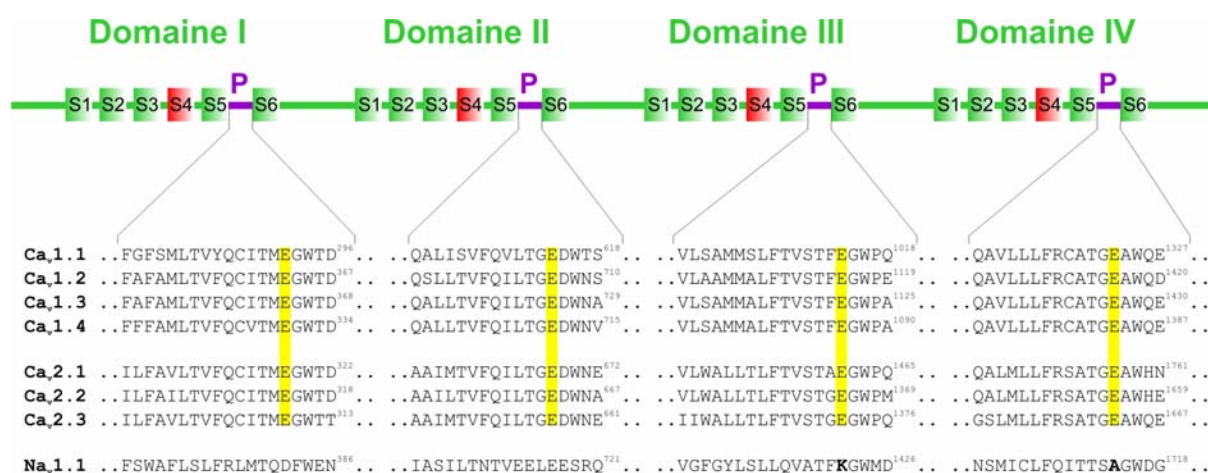 Domaine I Domaine II Domaine III Domaine IV
P P P P
S1 S2 S3 S4 S5 S6 S1 S2 S3 S4 S5 S6 S1 S2 S3 S4 S5 S6 S1 S2 S3 S4 S5 S6
Cav1.1 ..FGFSMLTVYQCITMEGWTD296 .. ..QALISVFQVLTGEDWTS618 .. ..VLSAMMSLFTVSTFEGWPQ1018 .. ..QAVLLLFRCATGEAWQE1327 ..
Cav1.2 ..FAFAMLTVFQCITMEGWTD367 .. ..QSLLTVFQILTGEDWNS710 .. ..VLAAMMALFTVSTFEGWPE1119 .. ..QAVLLLFRCATGEAWQD1420 ..
Cav1.3 ..FAFAMLTVFQCITMEGWTD368 .. ..QALLTVFQILTGEDWNA729 .. ..VLSAMMALFTVSTFEGWPA1125 .. ..QAVLLLFRCATGEAWQE1430 ..
Cav1.4 ..FFFAMLTVFQCVTMEGWTD334 .. ..QALLTVFQILTGEDWNV715 .. ..VLSAMMALFTVSTFEGWPA1090 .. ..QAVLLLFRCATGEAWQE1387 ..
Cav2.1 ..ILFAVLTVFQCITMEGWTD322 .. ..AAIMTVFQILTGEDWNE672 .. ..VLWALLTLFTVSTAEGWPQ1465 .. ..QALMLLFRSATGEAWHN1761 ..
Cav2.2 ..ILFAILTVFQCITMEGWTD318 .. ..AAILTVFQILTGEDWNA667 .. ..VLWALLTLFTVSTGEGWPM1369 .. ..QALMLLFRSATGEAWHE1659 ..
Cav2.3 ..ILFAVLTVFQCITMEGWTT313 .. ..AAIMTVFQILTGEDWNE661 .. ..IIWALLTLFTVSTGEGWPQ1376 .. ..GSLMLLFRSATGEAWQE1667 ..
Nav1.1 ..FSWAFLSLFRLMTQDFWEN386 .. ..IASILTNTVEELEESRQ721 .. ..VGFGYLSLLQVATFKGWMD1426 .. ..NSMICLFQITTSAGWDG1718 ..